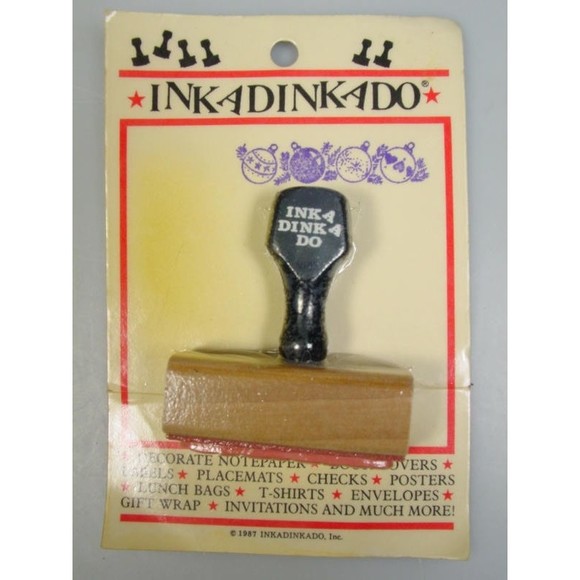 INKADINKADO®
INKA
DINKA
DO
DECORATE NOTEPAPER ★ COVERS ★
LABELS ★ PLACEMATS ★ CHECKS ★ POSTERS
★ LUNCH BAGS ★ T-SHIRTS ★ ENVELOPES ★
GIFT WRAP ★ INVITATIONS AND MUCH MORE!
© 1987 INKADINKADO, Inc.